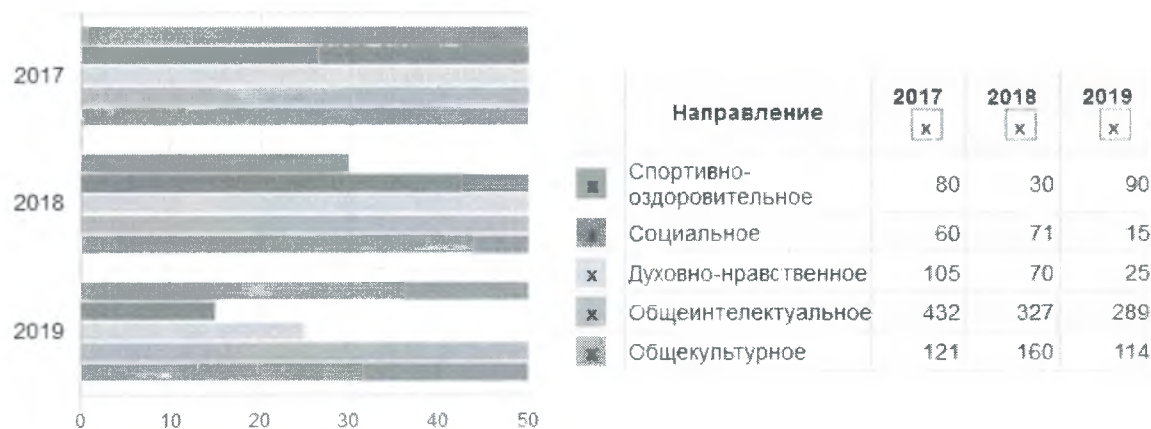 2017
2018
2019
0 10 20 30 40 50
Направление 2017 2018 2019
x x x
x Спортивно-
оздоровительное 80 30 90
Социальное 60 71 15
x Духовно-нравственное 105 70 25
x Общеинтелектуальное 432 327 289
x Общекультурное 121 160 114